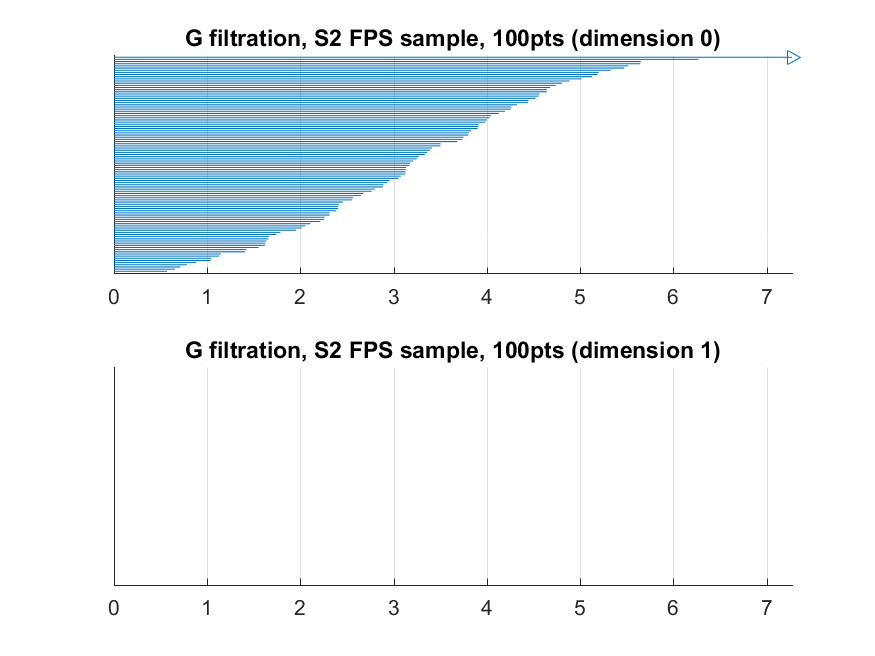 G filtration, S2 FPS sample, 100pts (dimension 0)
0 1 2 3 4 5 6 7
G filtration, S2 FPS sample, 100pts (dimension 1)
0 1 2 3 4 5 6 7